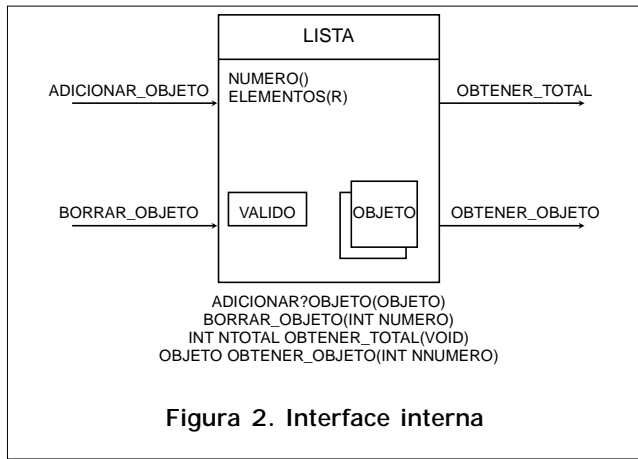 LISTA
NUMERO()
ELEMENTOS(R)
ADICIONAR_OBJETO
OBTENER_TOTAL
BORRAR_OBJETO
VALIDO
OBJETO
OBTENER_OBJETO
ADICIONAR?OBJETO(OBJETO)
BORRAR_OBJETO(INT NUMERO)
INT NTOTAL OBTENER_TOTAL(VOID)
OBJETO OBTENER_OBJETO(INT NNUMERO)
Figura 2. Interface interna